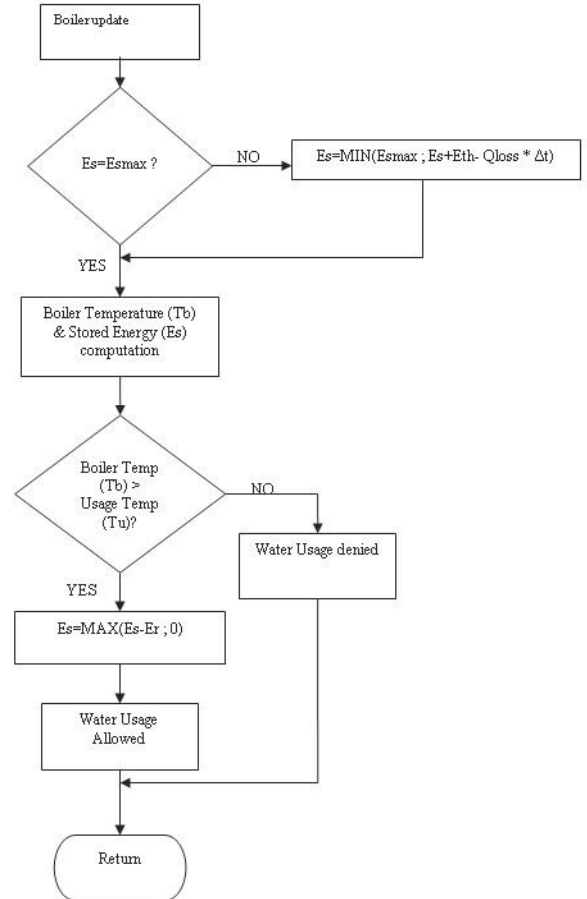 Boilerupdate
Es=Esmax ?
NO
Es=MIN(Esmax ; Es+Eth- Qloss * Δt)
YES
Boiler Temperature (Tb)
& Stored Energy (Es)
computation
Boiler Temp
(Tb) >
Usage Temp
(Tu)?
NO
Water Usage denied
YES
Es=MAX(Es-Er ; 0)
Water Usage
Allowed
Return